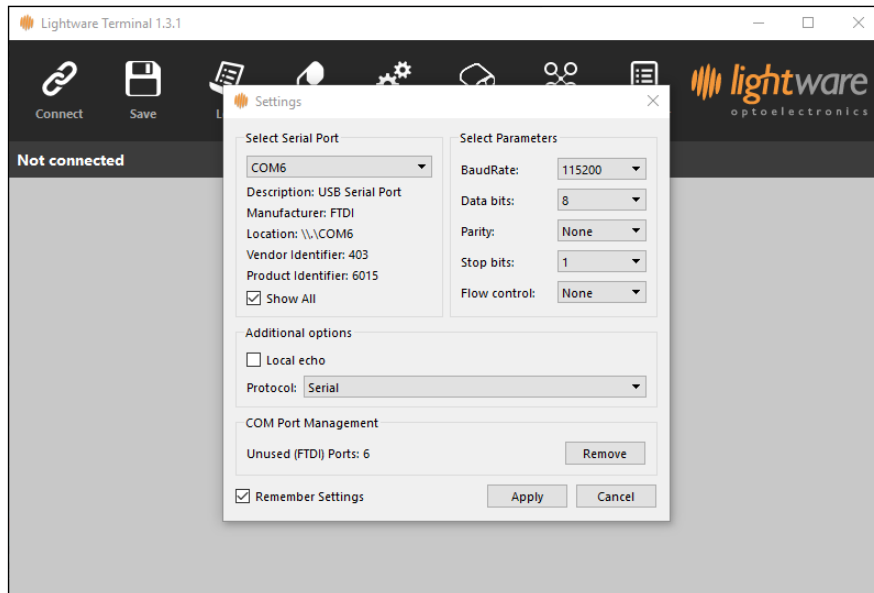 Lightware Terminal 1.3.1
lightware
optoelectronics
Connect
Save
Not connected
Settings
Select Serial Port
COM6
Description: USB Serial Port
Manufacturer: FTDI
Location: \\.\COM6
Vendor Identifier: 403
Product Identifier: 6015
Show All
Select Parameters
BaudRate: 115200
Data bits: 8
Parity: None
Stop bits: 1
Flow control: None
Additional options
Local echo
Protocol: Serial
COM Port Management
Unused (FTDI) Ports: 6
Remove
Remember Settings
Apply
Cancel